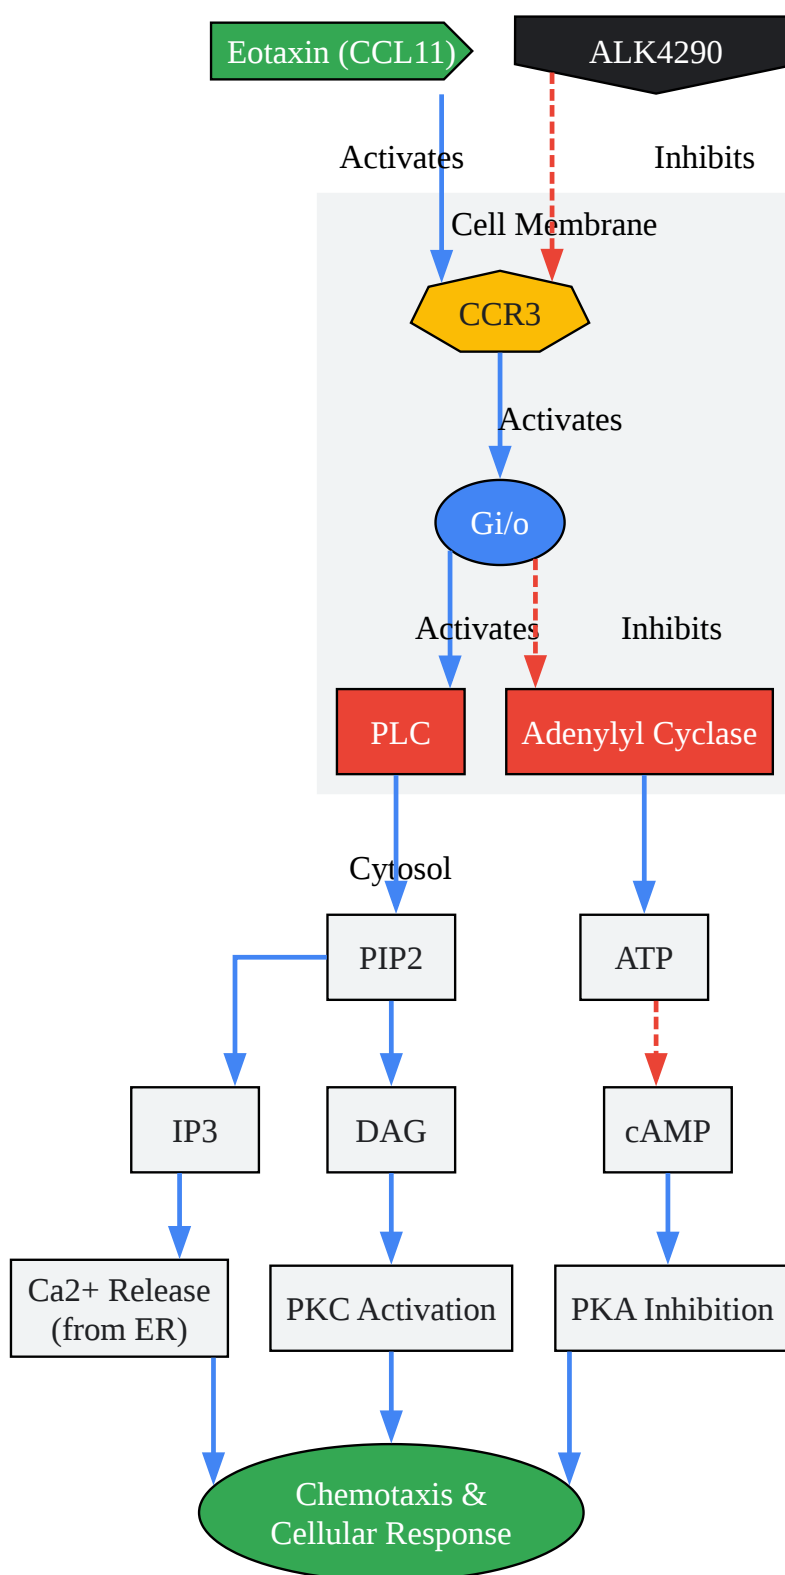 Eotaxin (CCL11)
ALK4290
Activates
Inhibits
Cell Membrane
CCR3
Activates
Gi/o
Activates
Inhibits
PLC
Adenylyl Cyclase
Cytosol
PIP2
ATP
IP3
DAG
cAMP
Ca2+ Release
(from ER)
PKC Activation
PKA Inhibition
Chemotaxis &
Cellular Response